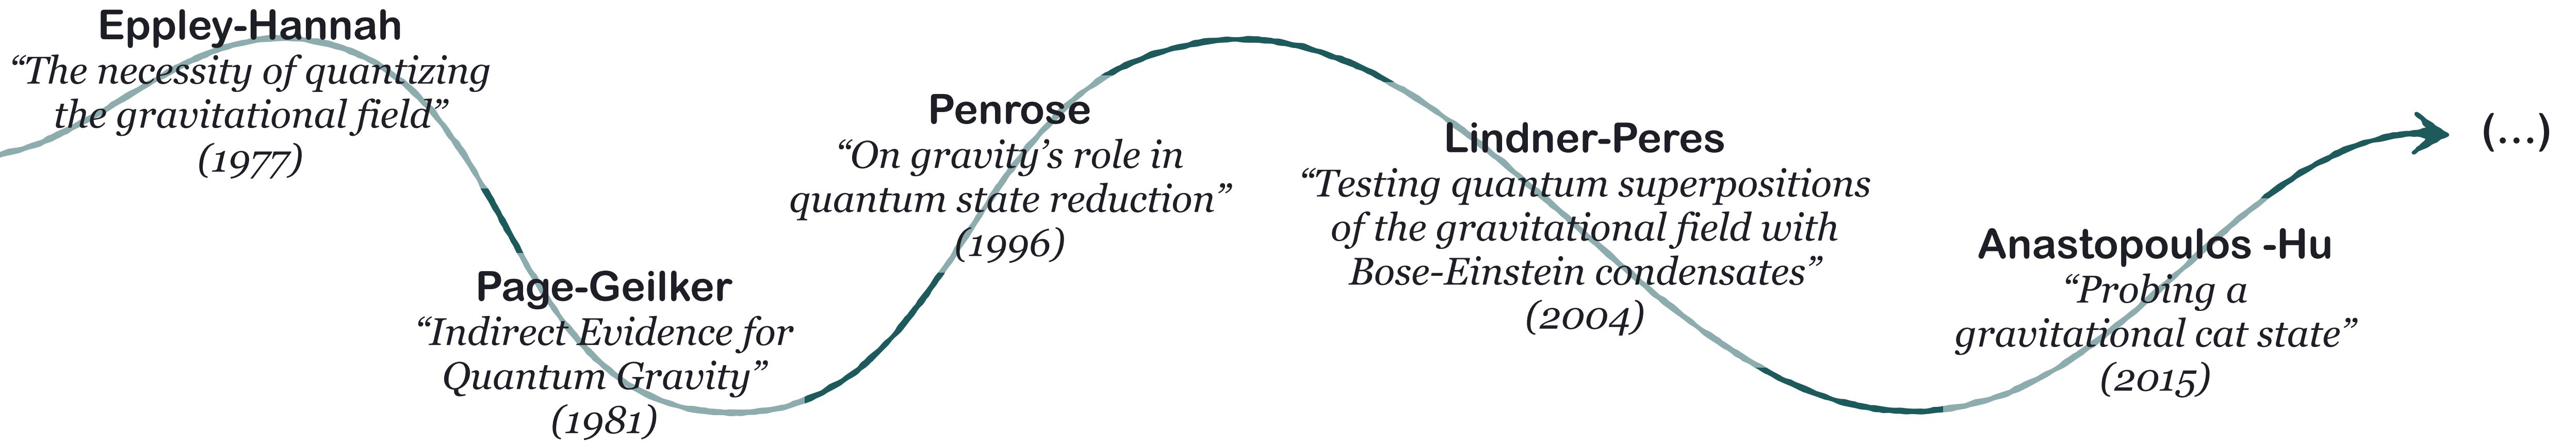 Eppley-Hannah
“The necessity of quantizing
the gravitational field”
(1977)
Page-Geilker
“Indirect Evidence for
Quantum Gravity”
(1981)
Penrose
“On gravity’s role in
quantum state reduction”
(1996)
Lindner-Peres
“Testing quantum superpositions
of the gravitational field with
Bose-Einstein condensates”
(2004)
Anastopoulos -Hu
“Probing a
gravitational cat state”
(2015)
(...)